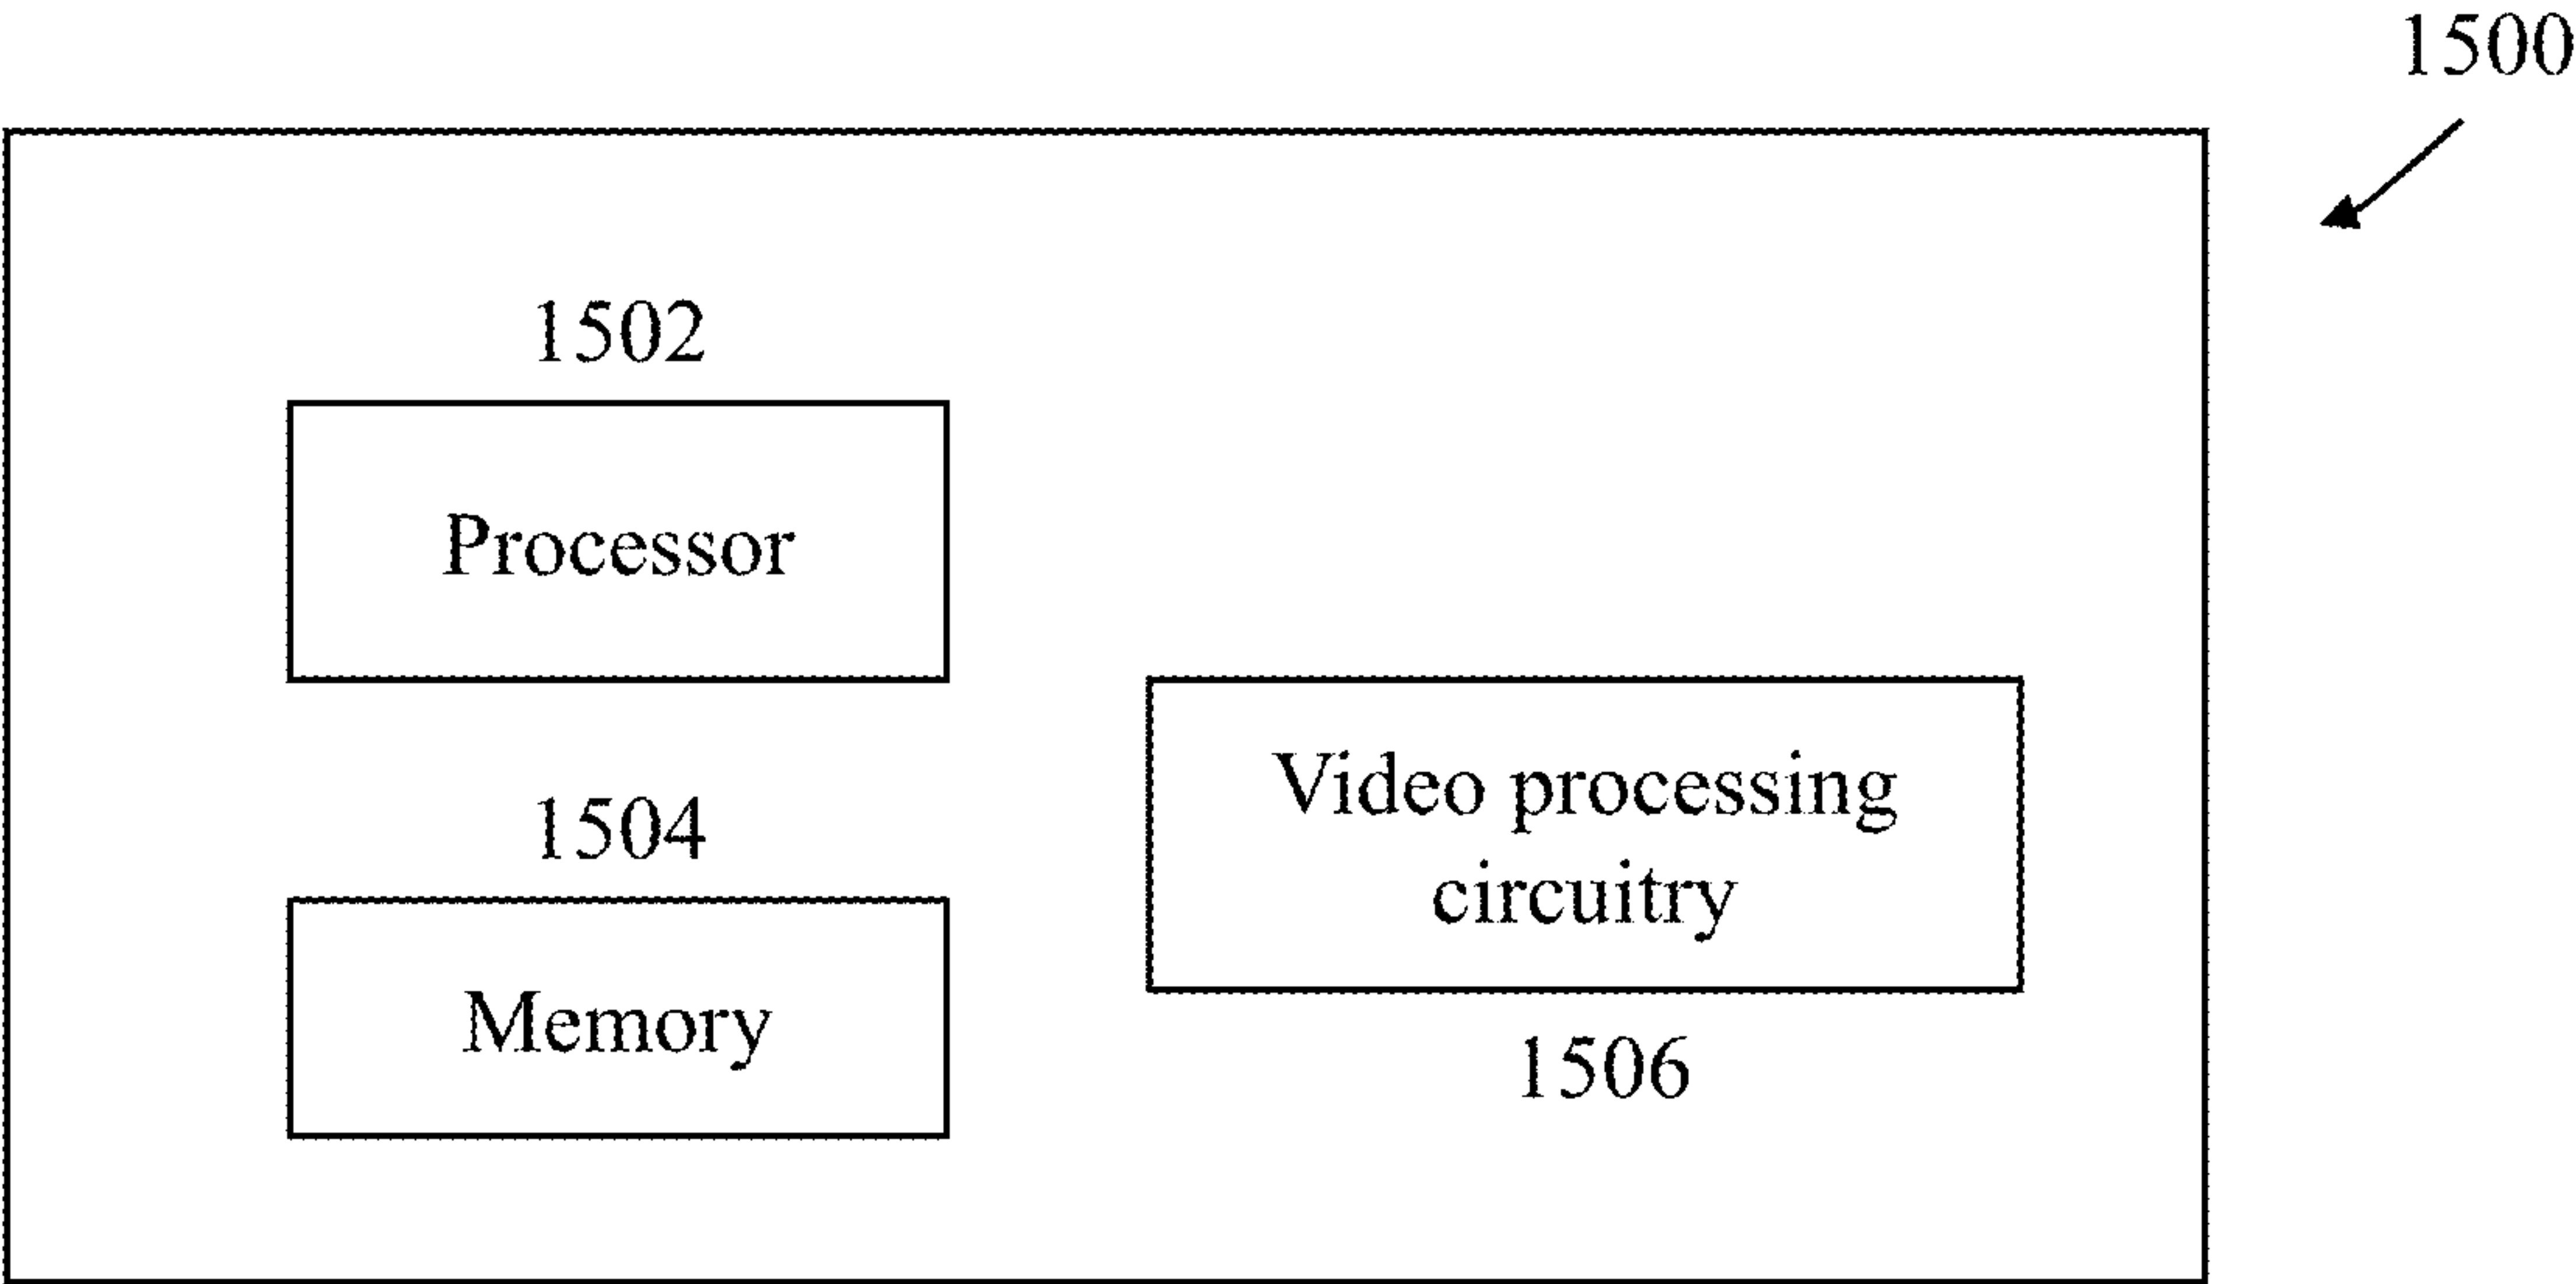 1500
1502
Processor
1504
Memory
Video processing
circuitry
1506